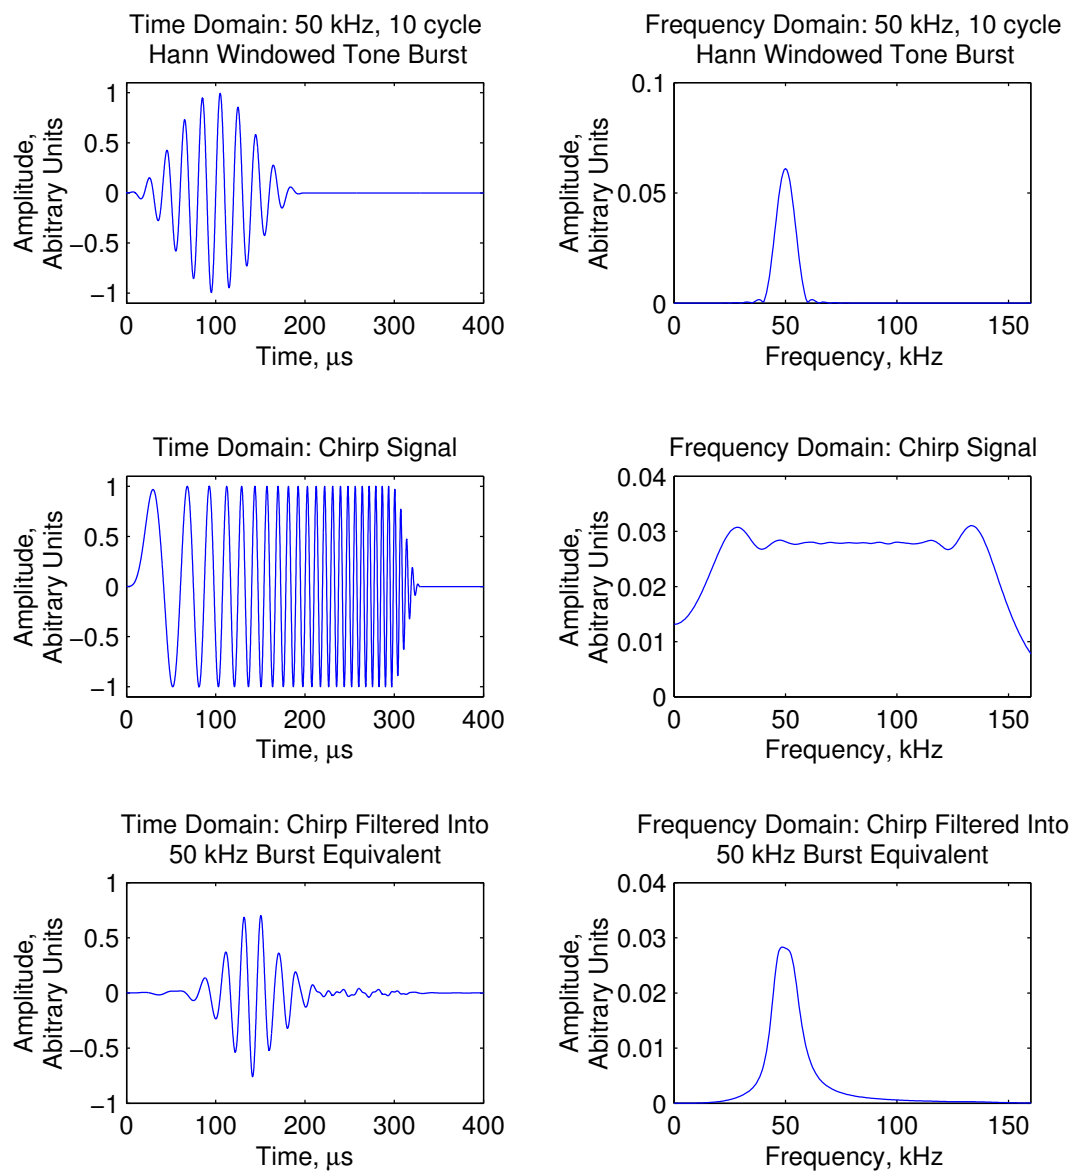 Time Domain: 50 kHz, 10 cycle
Hann Windowed Tone Burst
Amplitude,
Abitrary Units
1
0.5
0
−0.5
−1
0 100 200 300 400
Time, μs
Frequency Domain: 50 kHz, 10 cycle
Hann Windowed Tone Burst
Amplitude,
Abitrary Units
0.1
0.05
0
0 50 100 150
Frequency, kHz
Time Domain: Chirp Signal
Amplitude,
Abitrary Units
1
0.5
0
−0.5
−1
0 100 200 300 400
Time, μs
Frequency Domain: Chirp Signal
Amplitude,
Abitrary Units
0.04
0.03
0.02
0.01
0
0 50 100 150
Frequency, kHz
Time Domain: Chirp Filtered Into
50 kHz Burst Equivalent
Amplitude,
Abitrary Units
1
0.5
0
−0.5
−1
0 100 200 300 400
Time, μs
Frequency Domain: Chirp Filtered Into
50 kHz Burst Equivalent
Amplitude,
Abitrary Units
0.04
0.03
0.02
0.01
0
0 50 100 150
Frequency, kHz